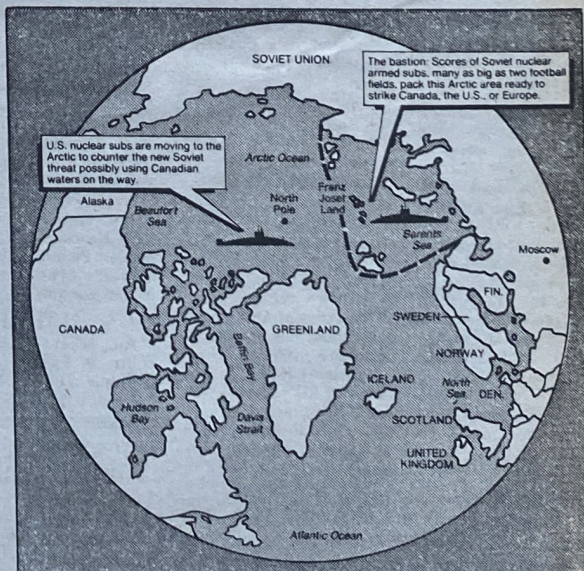 SOVIET UNION
The bastion: Scores of Soviet nuclear
armed subs, many as big as two football
fields, pack this Arctic area ready to
strike Canada, the U.S., or Europe.
U.S. nuclear subs are moving to the
Arctic to counter the new Soviet
threat possibly using Canadian
waters on the way.
Arctic Ocean
Alaska
Beaufort
Sea
North
Pole
Franz
Josef
Land
Barents
Sea
Moscow
FIN.
SWEDEN
CANADA
GREENLAND
Baffin Bay
NORWAY
ICELAND
North
Sea
DEN.
Hudson
Bay
Davis
Strait
SCOTLAND
UNITED
KINGDOM
Atlantic Ocean